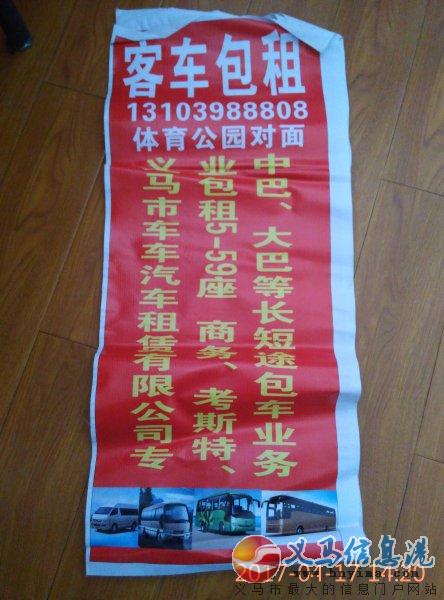 客车包租
13103988808
体育公园对面
义马市车车汽车租赁有限公司专
业包租5-59座 商务、考斯特、
中巴、大巴等长短途包车业务
义马信息港
义马市最大的信息门户网站